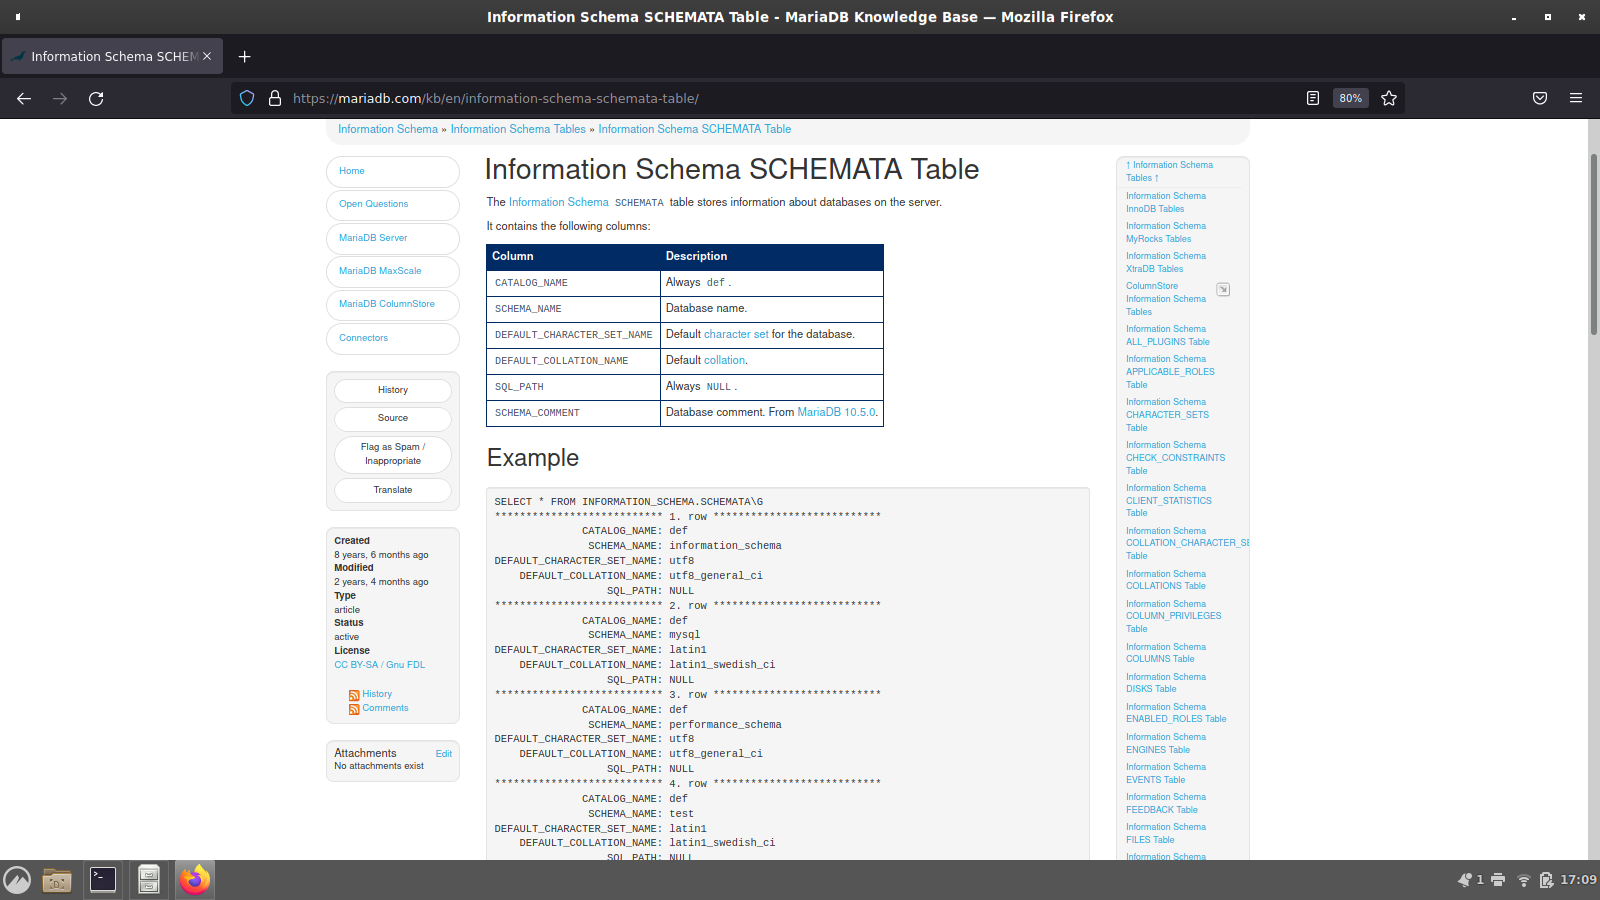 Information Schema SCHEMATA Table - MariaDB Knowledge Base — Mozilla Firefox
Information Schema SCHEM
https://mariadb.com/kb/en/information-schema-schemata-table/
80%
Information Schema » Information Schema Tables » Information Schema SCHEMATA Table
Home
Open Questions
MariaDB Server
MariaDB MaxScale
MariaDB ColumnStore
Connectors
History
Source
Flag as Spam /
Inappropriate
Translate
Created
8 years, 6 months ago
Modified
2 years, 4 months ago
Type
article
Status
active
License
CC BY-SA / Gnu FDL
History
Comments
Attachments Edit
No attachments exist
Information Schema SCHEMATA Table
The Information Schema SCHEMATA table stores information about databases on the server.
It contains the following columns:
Column Description
CATALOG_NAME Always def .
SCHEMA_NAME Database name.
DEFAULT_CHARACTER_SET_NAME Default character set for the database.
DEFAULT_COLLATION_NAME Default collation.
SQL_PATH Always NULL .
SCHEMA_COMMENT Database comment. From MariaDB 10.5.0.
Example
SELECT * FROM INFORMATION_SCHEMA.SCHEMATA\G
*************************** 1. row ***************************
CATALOG_NAME: def
SCHEMA_NAME: information_schema
DEFAULT_CHARACTER_SET_NAME: utf8
DEFAULT_COLLATION_NAME: utf8_general_ci
SQL_PATH: NULL
*************************** 2. row ***************************
CATALOG_NAME: def
SCHEMA_NAME: mysql
DEFAULT_CHARACTER_SET_NAME: latin1
DEFAULT_COLLATION_NAME: latin1_swedish_ci
SQL_PATH: NULL
*************************** 3. row ***************************
CATALOG_NAME: def
SCHEMA_NAME: performance_schema
DEFAULT_CHARACTER_SET_NAME: utf8
DEFAULT_COLLATION_NAME: utf8_general_ci
SQL_PATH: NULL
*************************** 4. row ***************************
CATALOG_NAME: def
SCHEMA_NAME: test
DEFAULT_CHARACTER_SET_NAME: latin1
DEFAULT_COLLATION_NAME: latin1_swedish_ci
SQL_PATH: NULL
↑ Information Schema
Tables ↑
Information Schema
InnoDB Tables
Information Schema
MyRocks Tables
Information Schema
XtraDB Tables
ColumnStore
Information Schema
Tables
Information Schema
ALL_PLUGINS Table
Information Schema
APPLICABLE_ROLES
Table
Information Schema
CHARACTER_SETS
Table
Information Schema
CHECK_CONSTRAINTS
Table
Information Schema
CLIENT_STATISTICS
Table
Information Schema
COLLATION_CHARACTER_SE
Table
Information Schema
COLLATIONS Table
Information Schema
COLUMN_PRIVILEGES
Table
Information Schema
COLUMNS Table
Information Schema
DISKS Table
Information Schema
ENABLED_ROLES Table
Information Schema
ENGINES Table
Information Schema
EVENTS Table
Information Schema
FEEDBACK Table
Information Schema
FILES Table
Information Schema
1
17:09